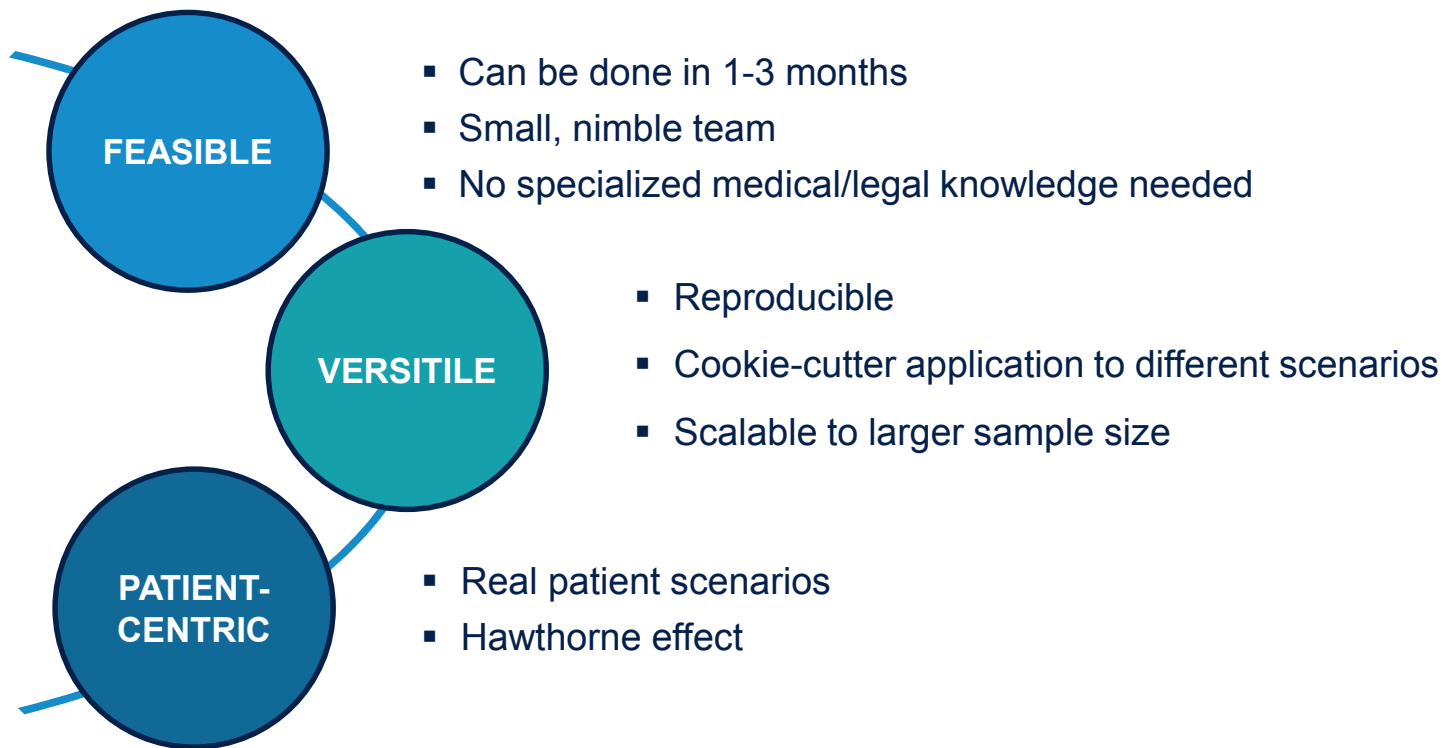 FEASIBLE
▪ Can be done in 1-3 months
▪ Small, nimble team
▪ No specialized medical/legal knowledge needed
VERSITILE
▪ Reproducible
▪ Cookie-cutter application to different scenarios
▪ Scalable to larger sample size
PATIENT-
CENTRIC
▪ Real patient scenarios
▪ Hawthorne effect